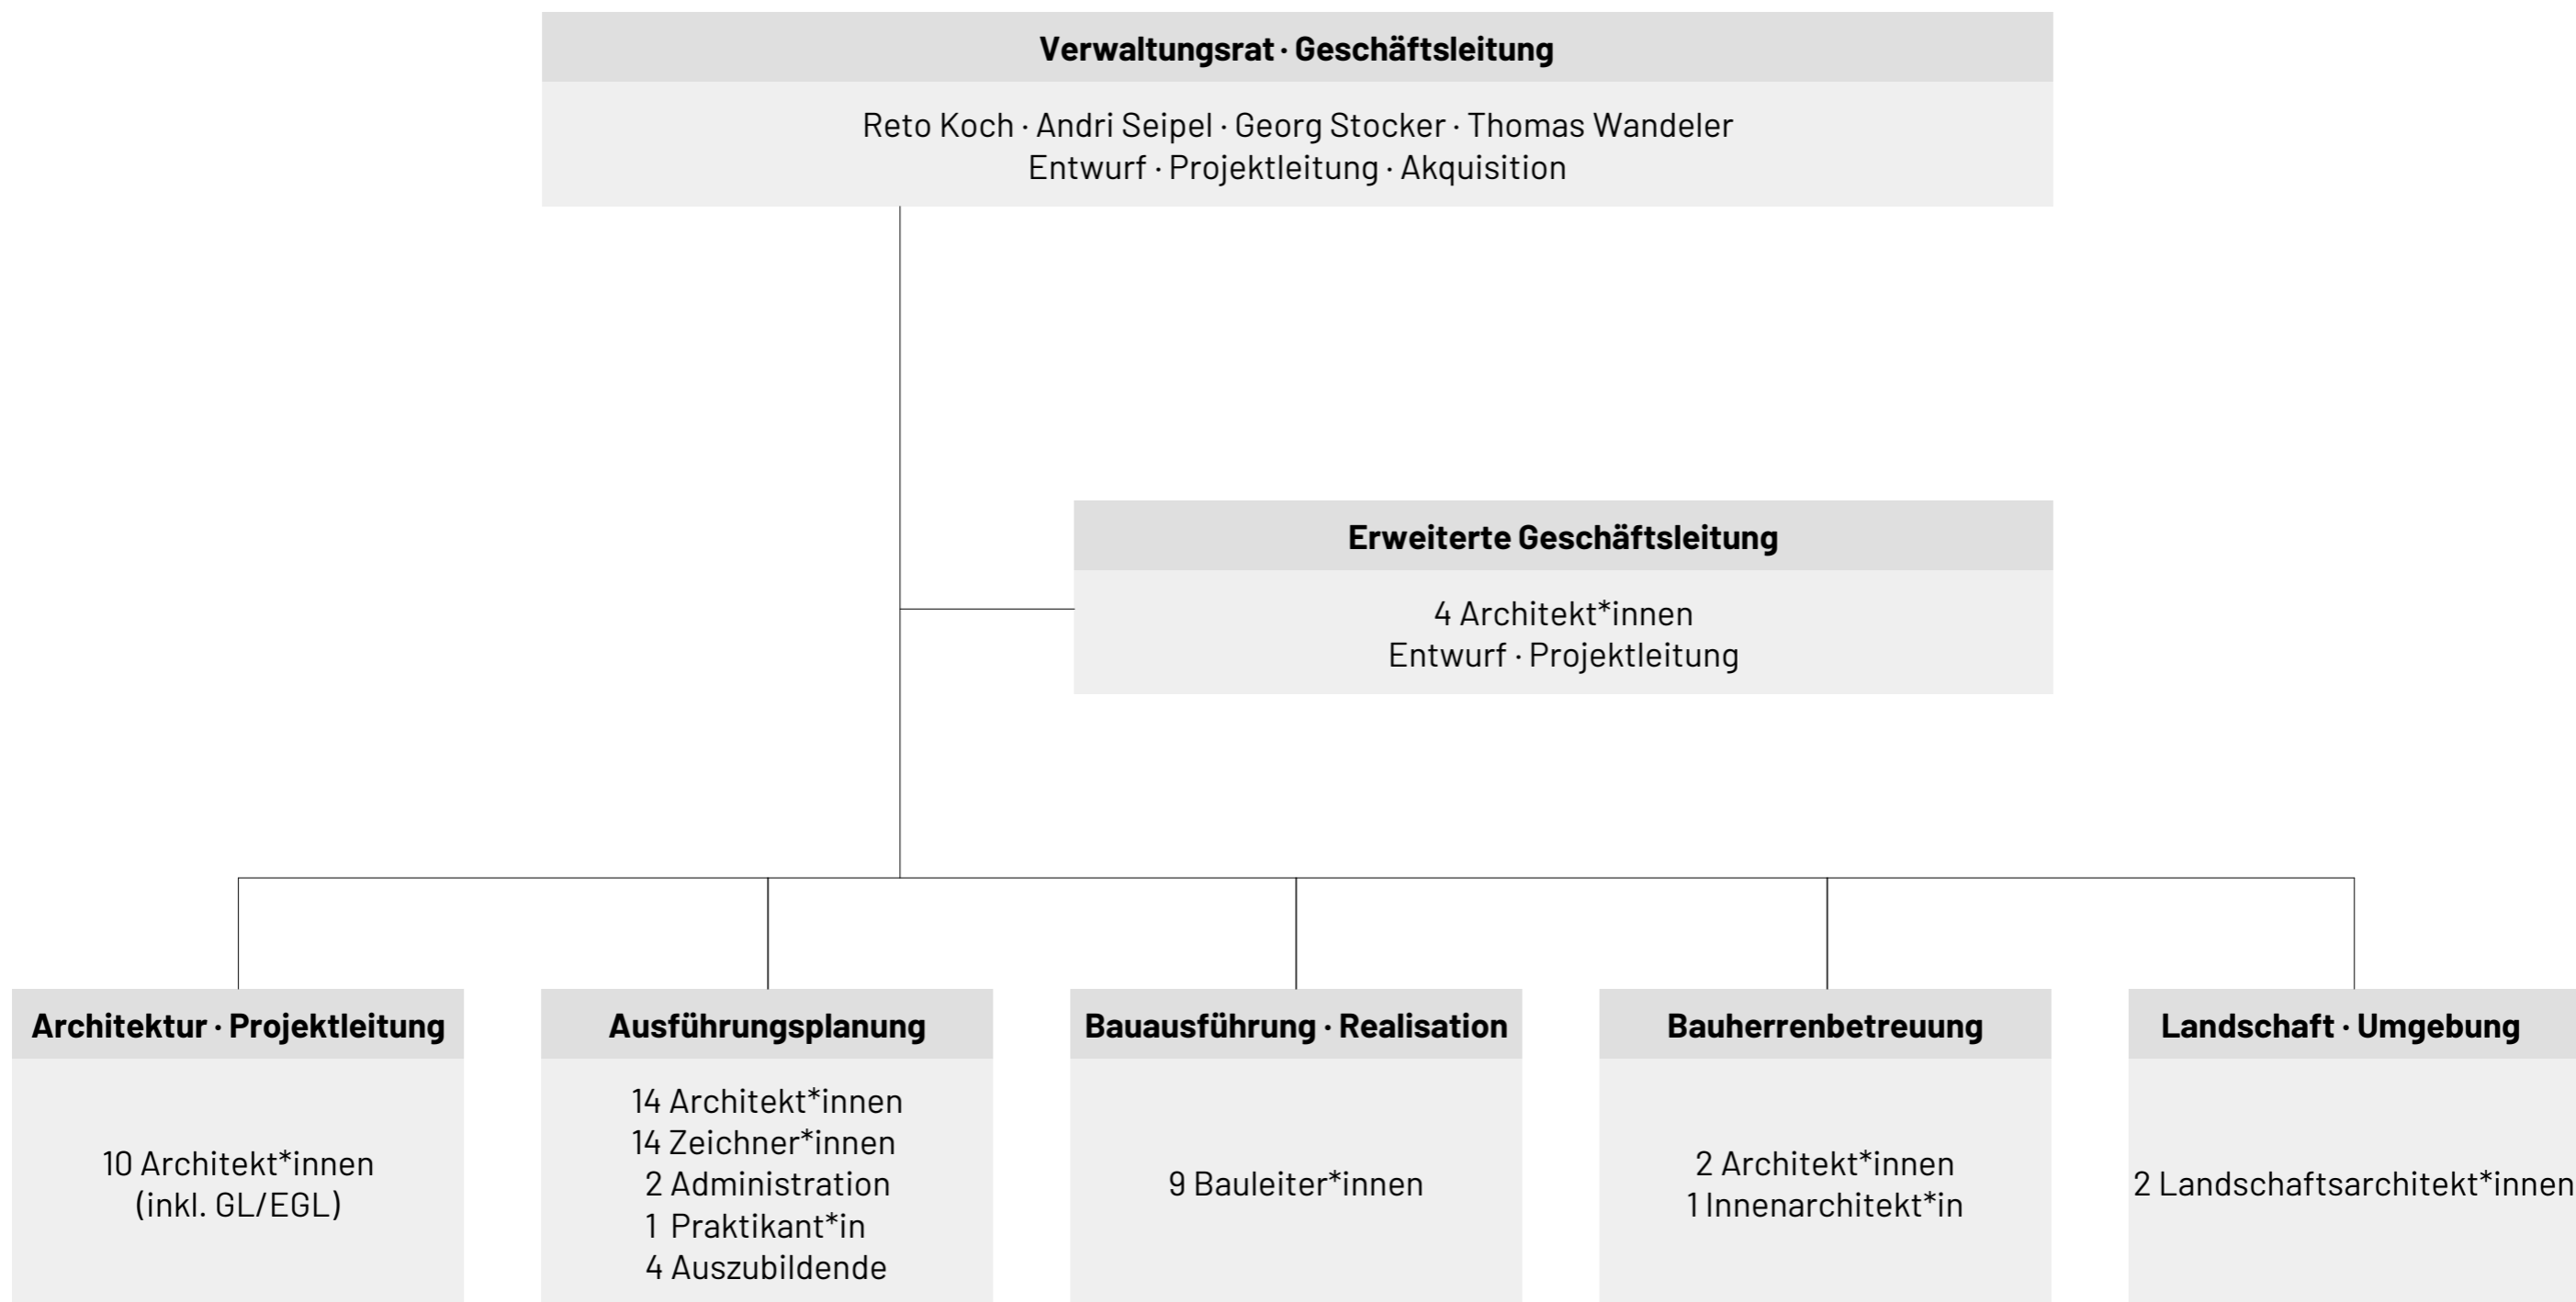 Verwaltungsrat · Geschäftsleitung
Reto Koch · Andri Seipel · Georg Stocker · Thomas Wandeler
Entwurf · Projektleitung · Akquisition
Erweiterte Geschäftsleitung
4 Architekt*innen
Entwurf · Projektleitung
Architektur · Projektleitung
10 Architekt*innen
(inkl. GL/EGL)
Ausführungsplanung
14 Architekt*innen
14 Zeichner*innen
2 Administration
1 Praktikant*in
4 Auszubildende
Bauausführung · Realisation
9 Bauleiter*innen
Bauherrenbetreuung
2 Architekt*innen
1 Innenarchitekt*in
Landschaft · Umgebung
2 Landschaftsarchitekt*innen